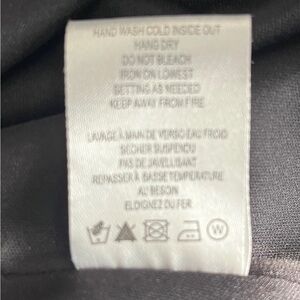 HAND WASH COLD INSIDE OUT
HANG DRY
DO NOT BLEACH
IRON ON LOWEST
SETTING AS NEEDED
KEEP AWAY FROM FIRE
LAVAGE À MAIN DE VERSO EAU FROID
SECHER SUSPENDU
PAS DE JAVELLISANT
REPASSER À BASSE TEMPERATURE
AU BESOIN
ELOIGNEZ DU FER
W